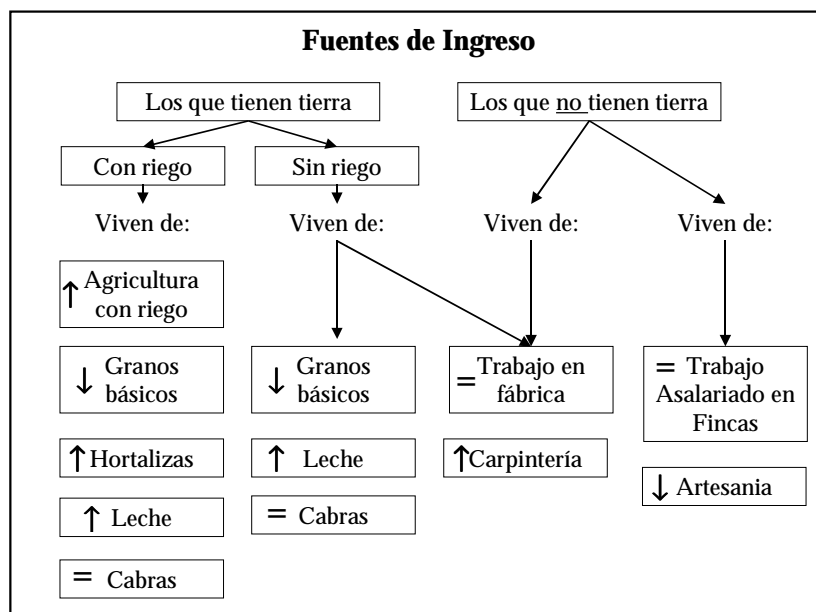 Fuentes de Ingreso
Los que tienen tierra
Los que no tienen tierra
Con riego
Sin riego
Viven de:
Viven de:
Viven de:
Viven de:
↑ Agricultura
con riego
↓ Granos
básicos
↑ Hortalizas
↑ Leche
= Cabras
↓ Granos
básicos
↑ Leche
= Cabras
= Trabajo en
fábrica
↑ Carpintería
= Trabajo
Asalariado en
Fincas
↓ Artesania